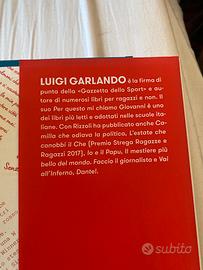 LUIGI GARLANDO è la firma di
punta della «Gazzetta dello Sport» e au-
tore di numerosi libri per ragazzi e non. Il
suo Per questo mi chiamo Giovanni è uno
dei libri più letti e adottati nelle scuole ita-
liane. Con Rizzoli ha pubblicato anche Ca-
milla che odiava la politica, L'estate che
conobbi il Che (Premio Strega Ragazze e
Ragazzi 2017), Io e il Papu, Il mestiere più
bello del mondo. Faccio il giornalista e Vai
all'Inferno, Dante!.
subito